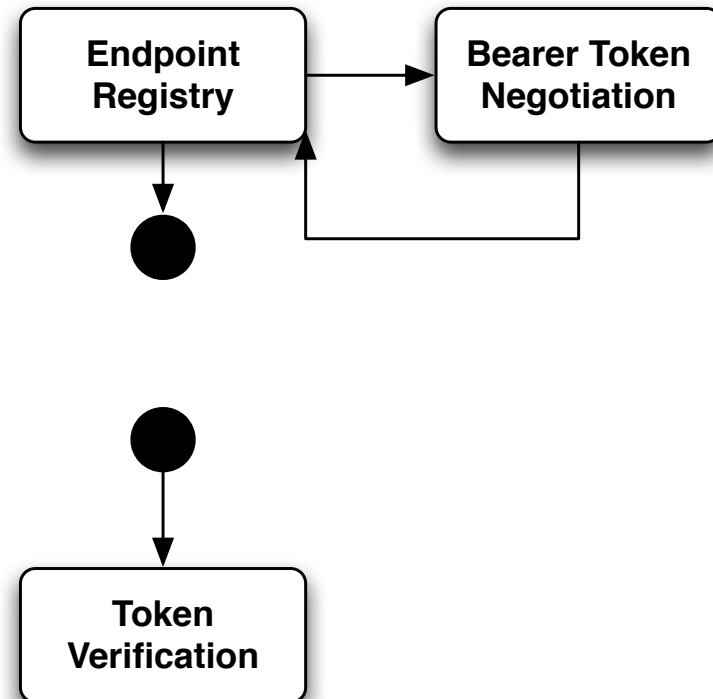 Endpoint
Registry
Bearer Token
Negotiation
Token
Verification